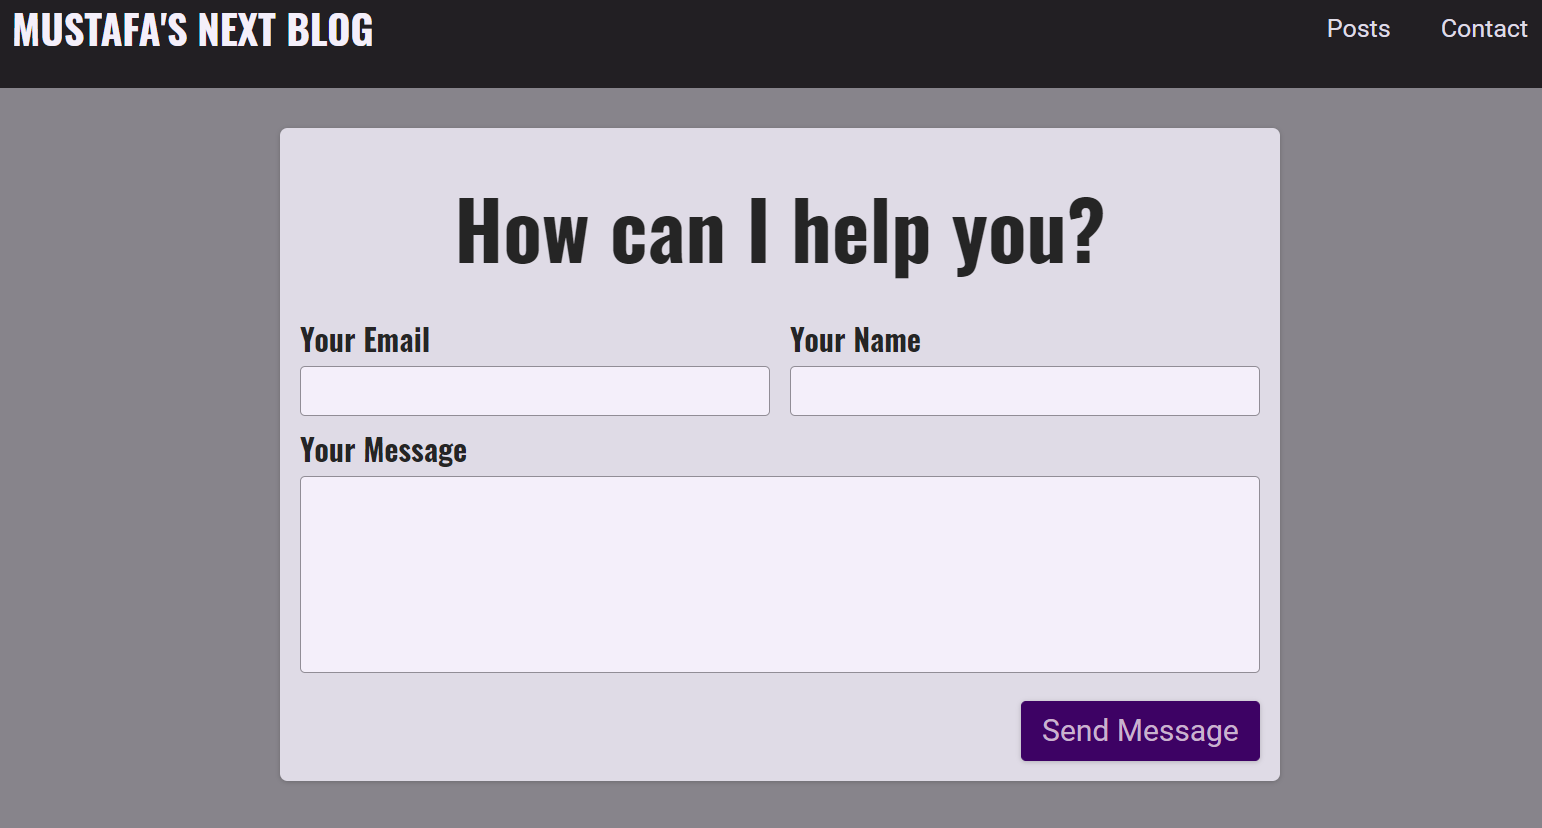 MUSTAFA'S NEXT BLOG
Posts
Contact
How can I help you?
Your Email
Your Name
Your Message
Send Message